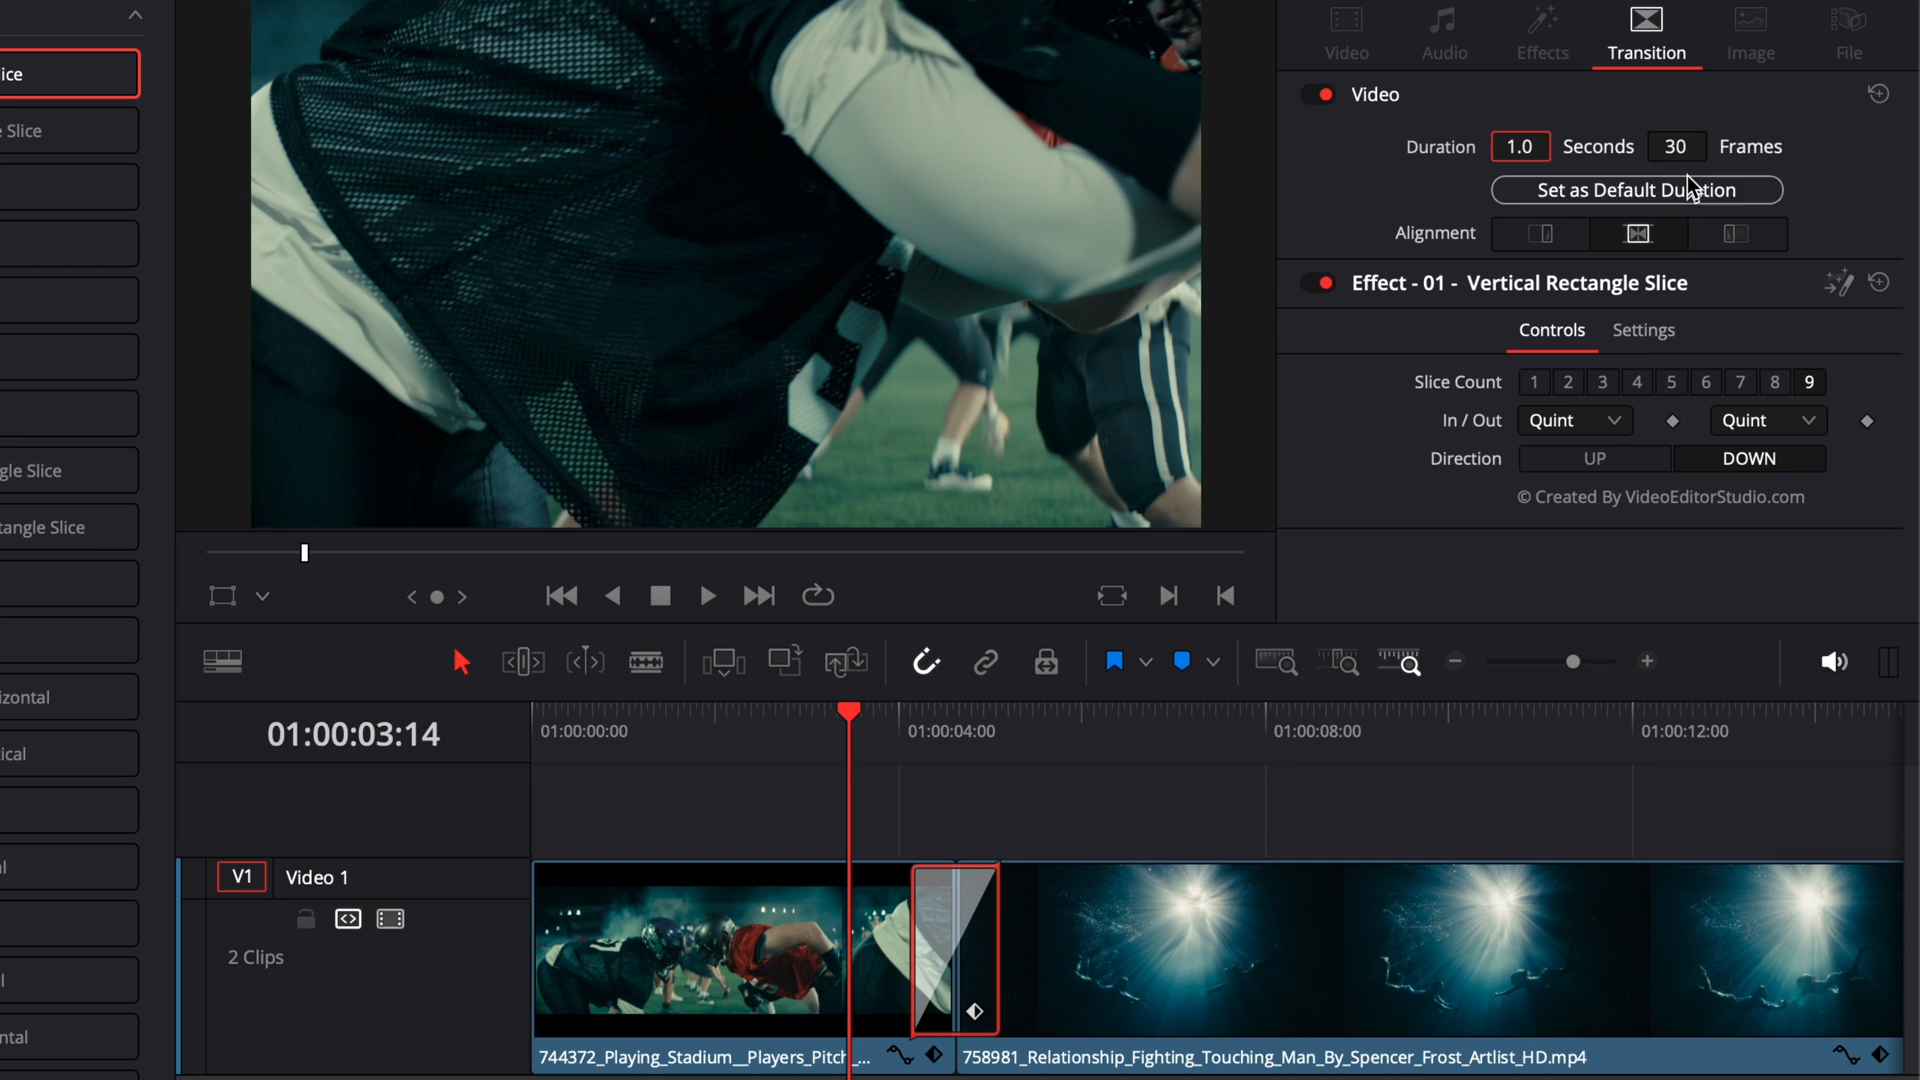 ice
e Slice
gle Slice
tangle Slice
izontal
ical
al
l
ntal
Video
Audio
Effects
Transition
Image
File
Video
Duration 1.0 Seconds 30 Frames
Set as Default Duration
Alignment
Effect - 01 - Vertical Rectangle Slice
Controls Settings
Slice Count 1 2 3 4 5 6 7 8 9
In / Out Quint Quint
Direction UP DOWN
© Created By VideoEditorStudio.com
01:00:03:14
01:00:00:00
01:00:04:00
01:00:08:00
01:00:12:00
V1 Video 1
2 Clips
744372_Playing_Stadium__Players_Pitch_...
758981_Relationship_Fighting_Touching_Man_By_Spencer_Frost_Artlist_HD.mp4